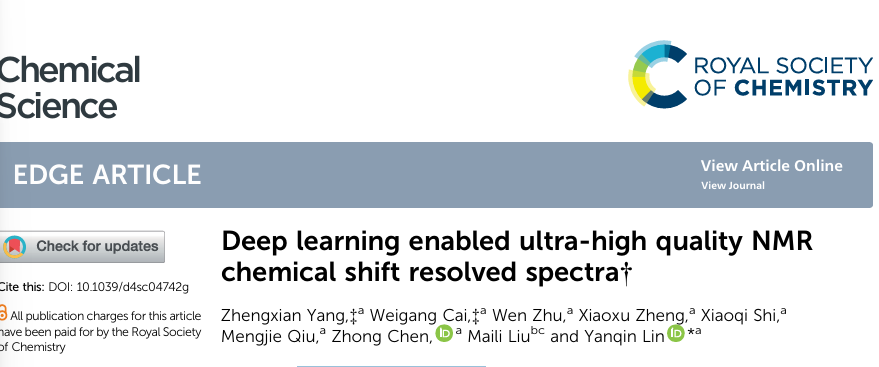 Chemical
Science
ROYAL SOCIETY
OF CHEMISTRY
EDGE ARTICLE
View Article Online
View Journal
Check for updates
Cite this: DOI: 10.1039/d4sc04742g
All publication charges for this article
have been paid for by the Royal Society
of Chemistry
Deep learning enabled ultra-high quality NMR
chemical shift resolved spectra†
Zhengxian Yang,‡ᵃ Weigang Cai,‡ᵃ Wen Zhu,ᵃ Xiaoxu Zheng,ᵃ Xiaoqi Shi,ᵃ
Mengjie Qiu,ᵃ Zhong Chen, iD ᵃ Maili Liuᵇᶜ and Yanqin Lin iD *ᵃ